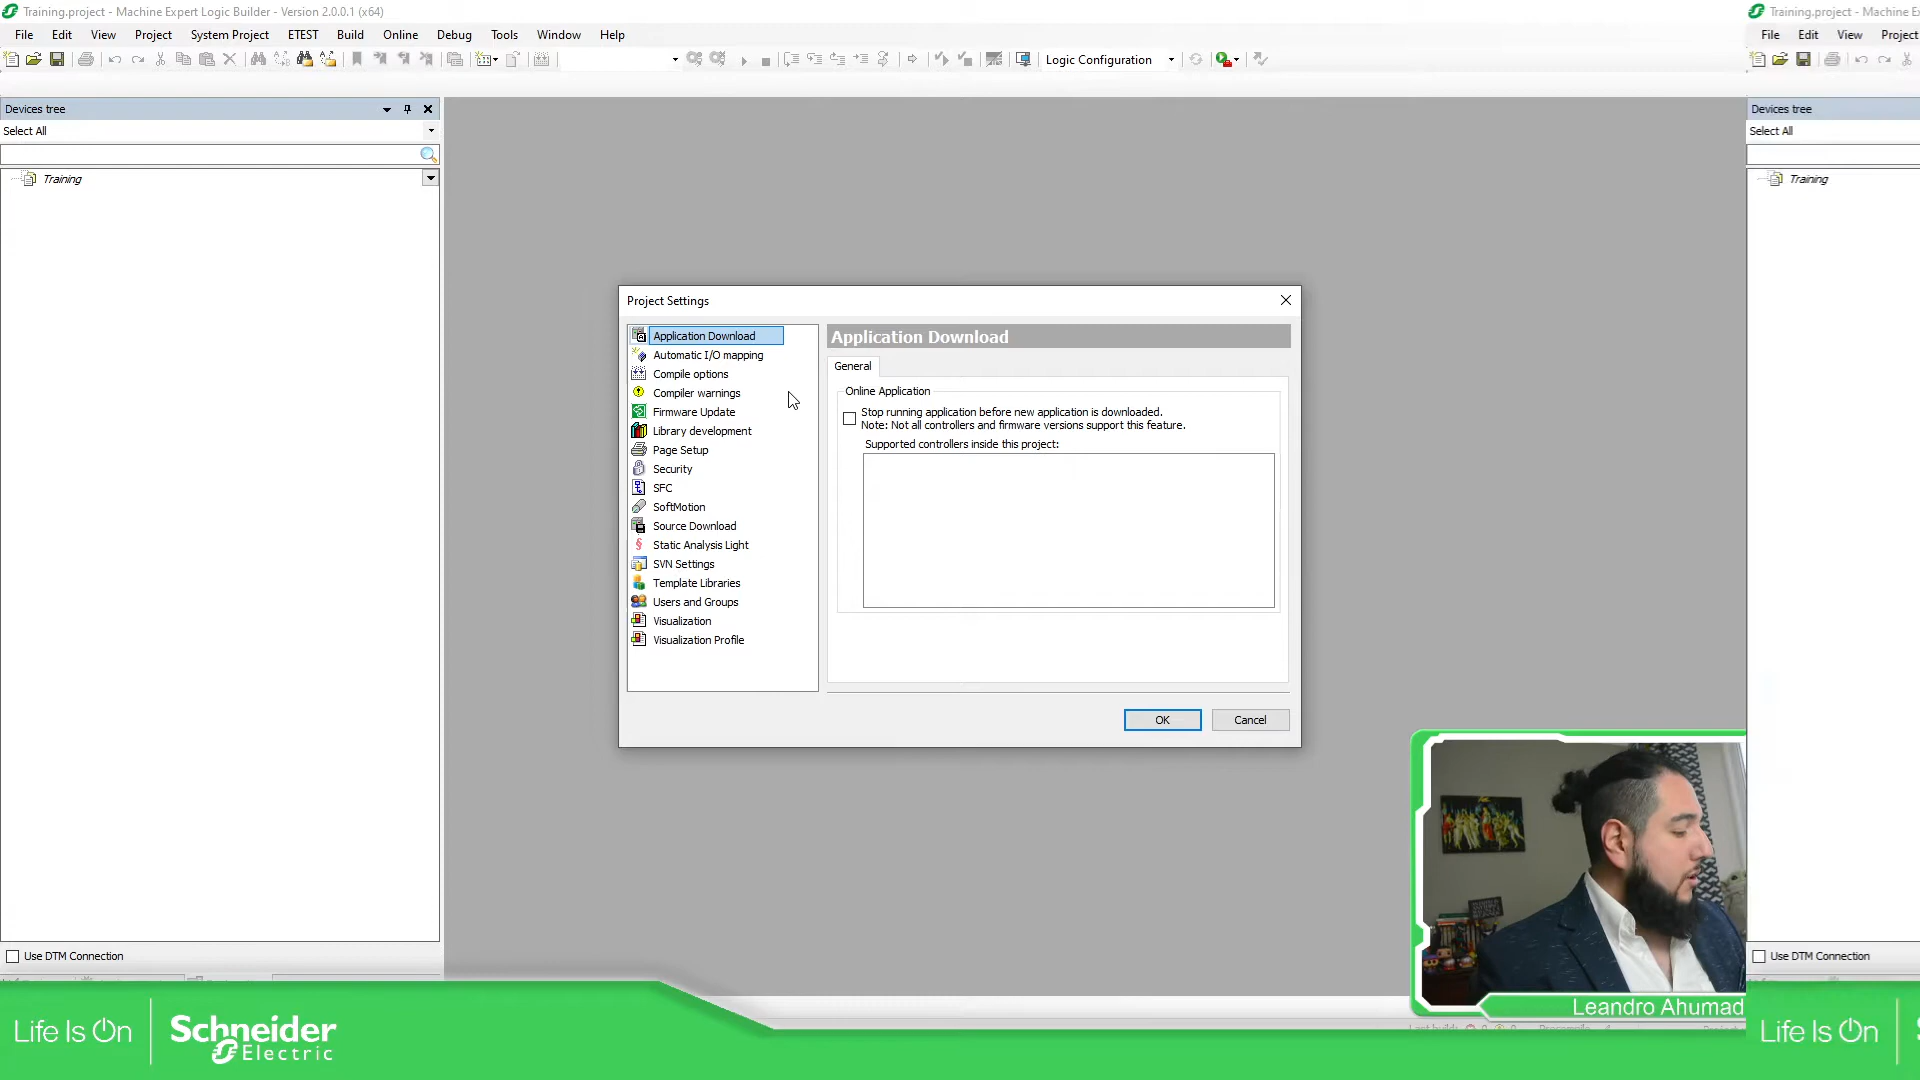 Training.project - Machine Expert Logic Builder - Version 2.0.0.1 (x64)
File Edit View Project System Project ETEST Build Online Debug Tools Window Help
Logic Configuration
Devices tree
Select All
Training
Project Settings
Application Download
Automatic I/O mapping
Compile options
Compiler warnings
Firmware Update
Library development
Page Setup
Security
SFC
SoftMotion
Source Download
Static Analysis Light
SVN Settings
Template Libraries
Users and Groups
Visualization
Visualization Profile
Application Download
General
Online Application
Stop running application before new application is downloaded.
Note: Not all controllers and firmware versions support this feature.
Supported controllers inside this project:
OK Cancel
Use DTM Connection
Life Is On
Schneider
Electric
Leandro Ahumad
Training.project - Machine Ex
File Edit View Project
Devices tree
Select All
Training
Use DTM Connection
Life Is On